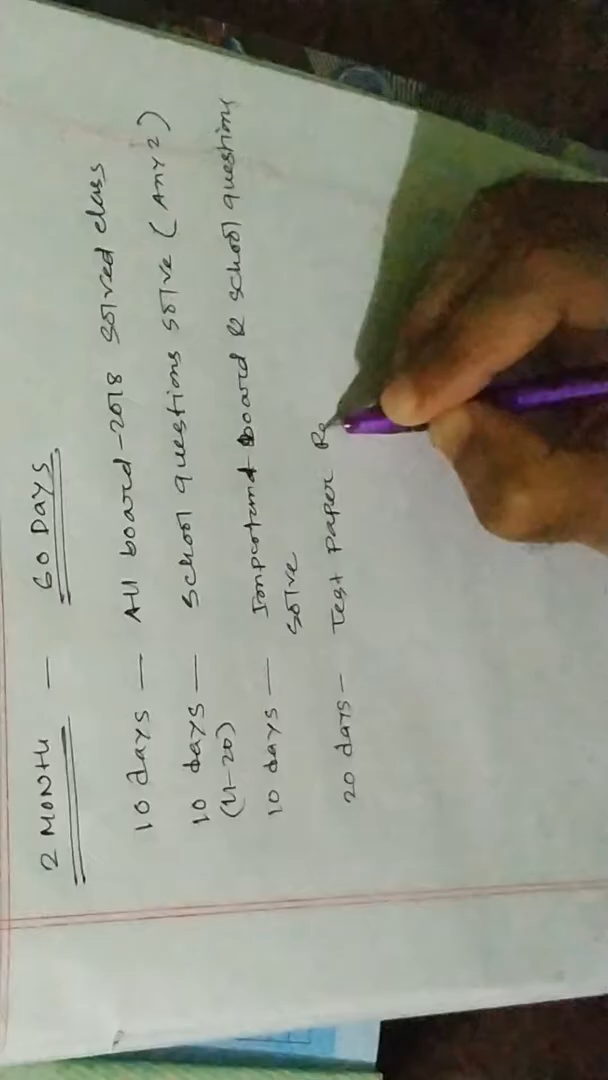 2 MONTH — 60 DAYS
10 days — All board-2018 solved class
10 days — School questions solve (Any 2)
(11-20)
10 days — Important board & school questions
solve
20 days — Test paper Re